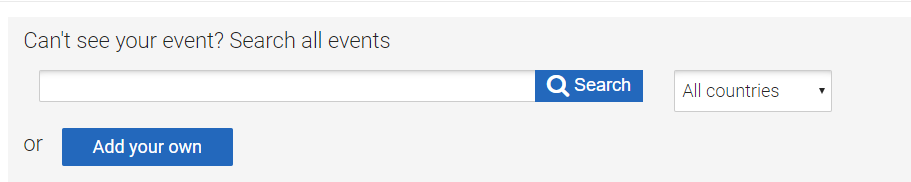 Can't see your event? Search all events
Search
All countries
or
Add your own